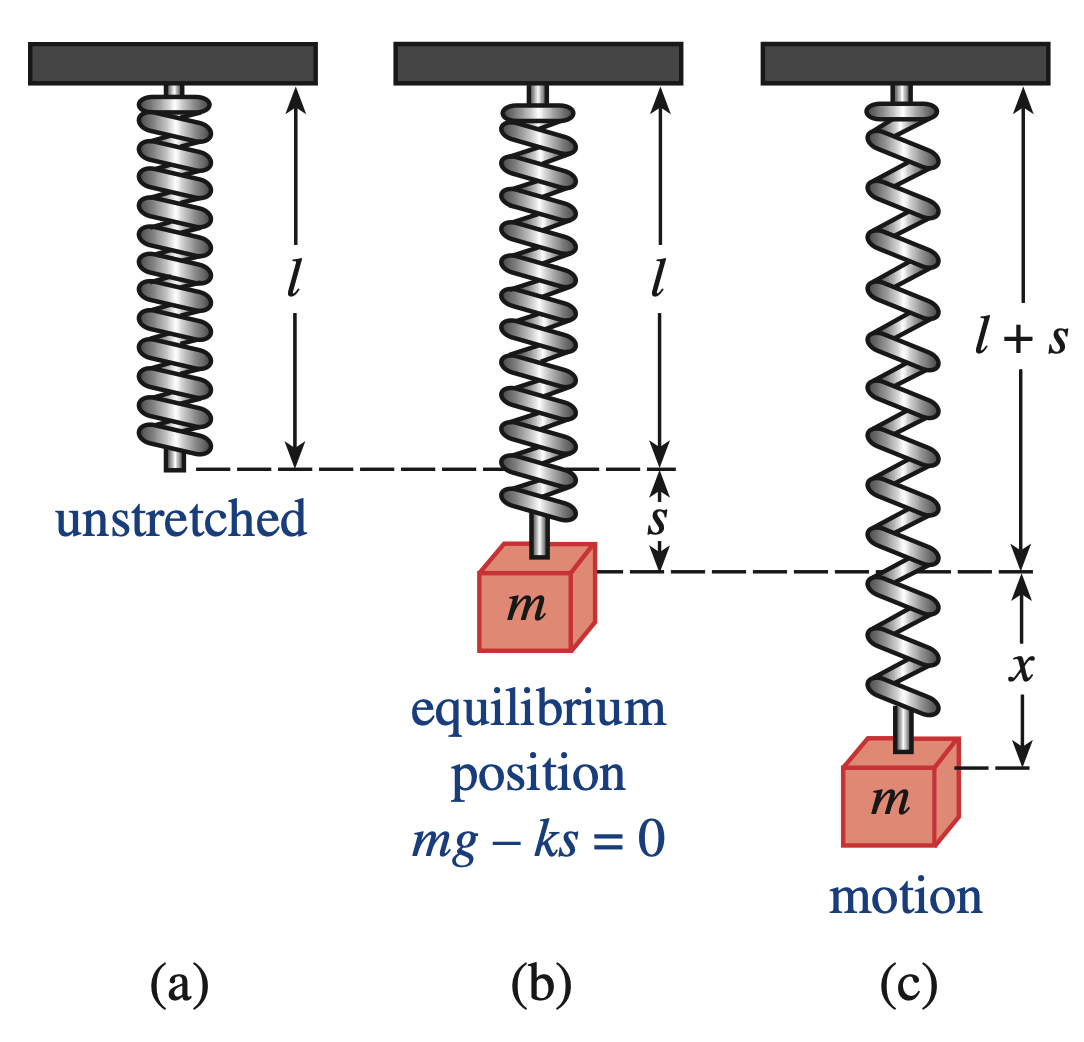 l
l
l + s
unstretched
s
m
x
equilibrium
position
mg – ks = 0
m
motion
(a)
(b)
(c)